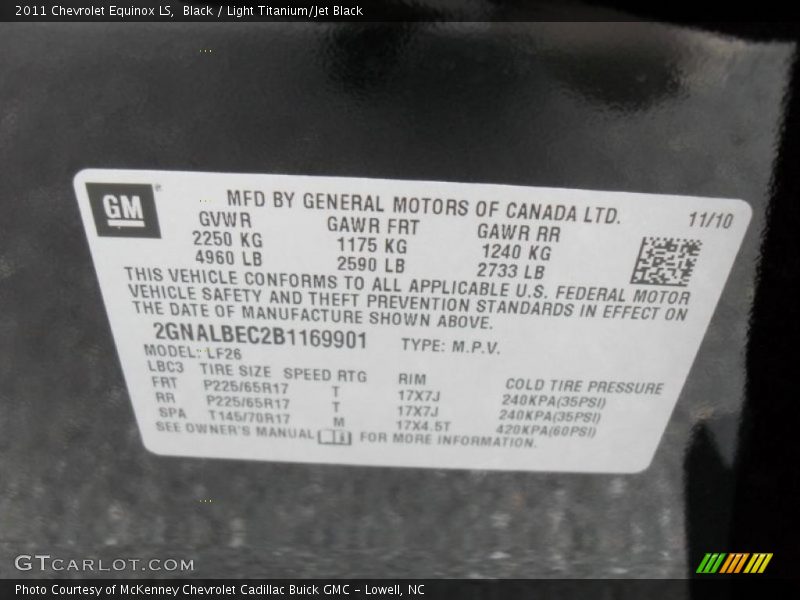 2011 Chevrolet Equinox LS,  Black / Light Titanium/Jet Black
GM
MFD BY GENERAL MOTORS OF CANADA LTD. 11/10
GVWR GAWR FRT GAWR RR
2250 KG 1175 KG 1240 KG
4960 LB 2590 LB 2733 LB
THIS VEHICLE CONFORMS TO ALL APPLICABLE U.S. FEDERAL MOTOR
VEHICLE SAFETY AND THEFT PREVENTION STANDARDS IN EFFECT ON
THE DATE OF MANUFACTURE SHOWN ABOVE.
2GNALBEC2B1169901 TYPE: M.P.V.
MODEL: LF26
LBC3 TIRE SIZE SPEED RTG RIM COLD TIRE PRESSURE
FRT P225/65R17 T 17X7J 240KPA(35PSI)
RR P225/65R17 T 17X7J 240KPA(35PSI)
SPA T145/70R17 M 17X4.5T 420KPA(60PSI)
SEE OWNER'S MANUAL FOR MORE INFORMATION.
GTCARLOT.COM
Photo Courtesy of McKenney Chevrolet Cadillac Buick GMC – Lowell, NC